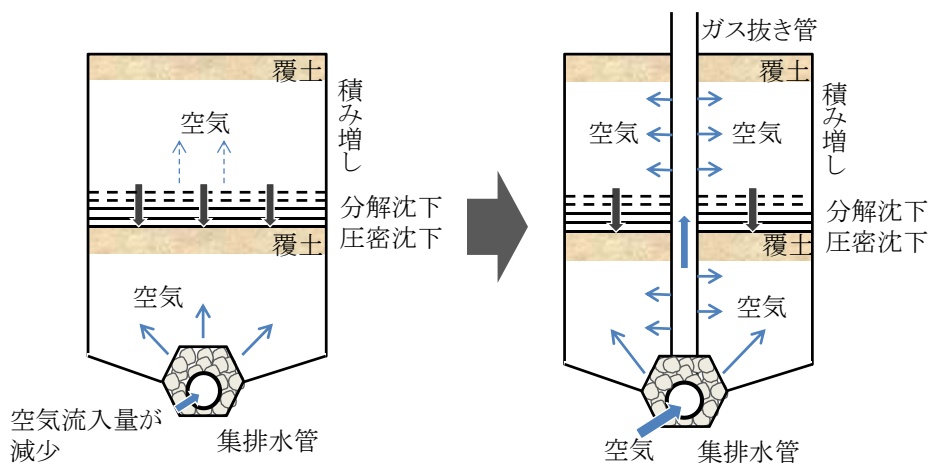 覆土
積み増し
空気
分解沈下
圧密沈下
覆土
空気
空気流入量が
減少
集排水管
ガス抜き管
覆土
積み増し
空気
空気
分解沈下
圧密沈下
覆土
空気
空気
集排水管